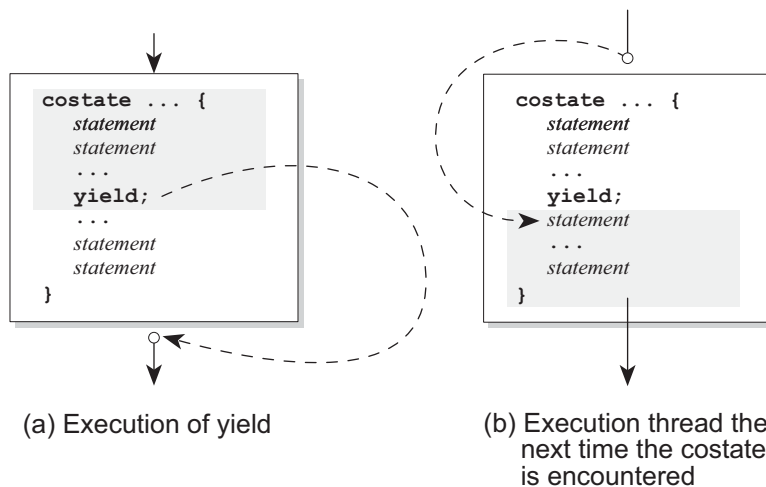 costate ... {
statement
statement
...
yield;
...
statement
statement
}
(a) Execution of yield
costate ... {
statement
statement
...
yield;
statement
...
statement
}
(b) Execution thread the
next time the costate
is encountered